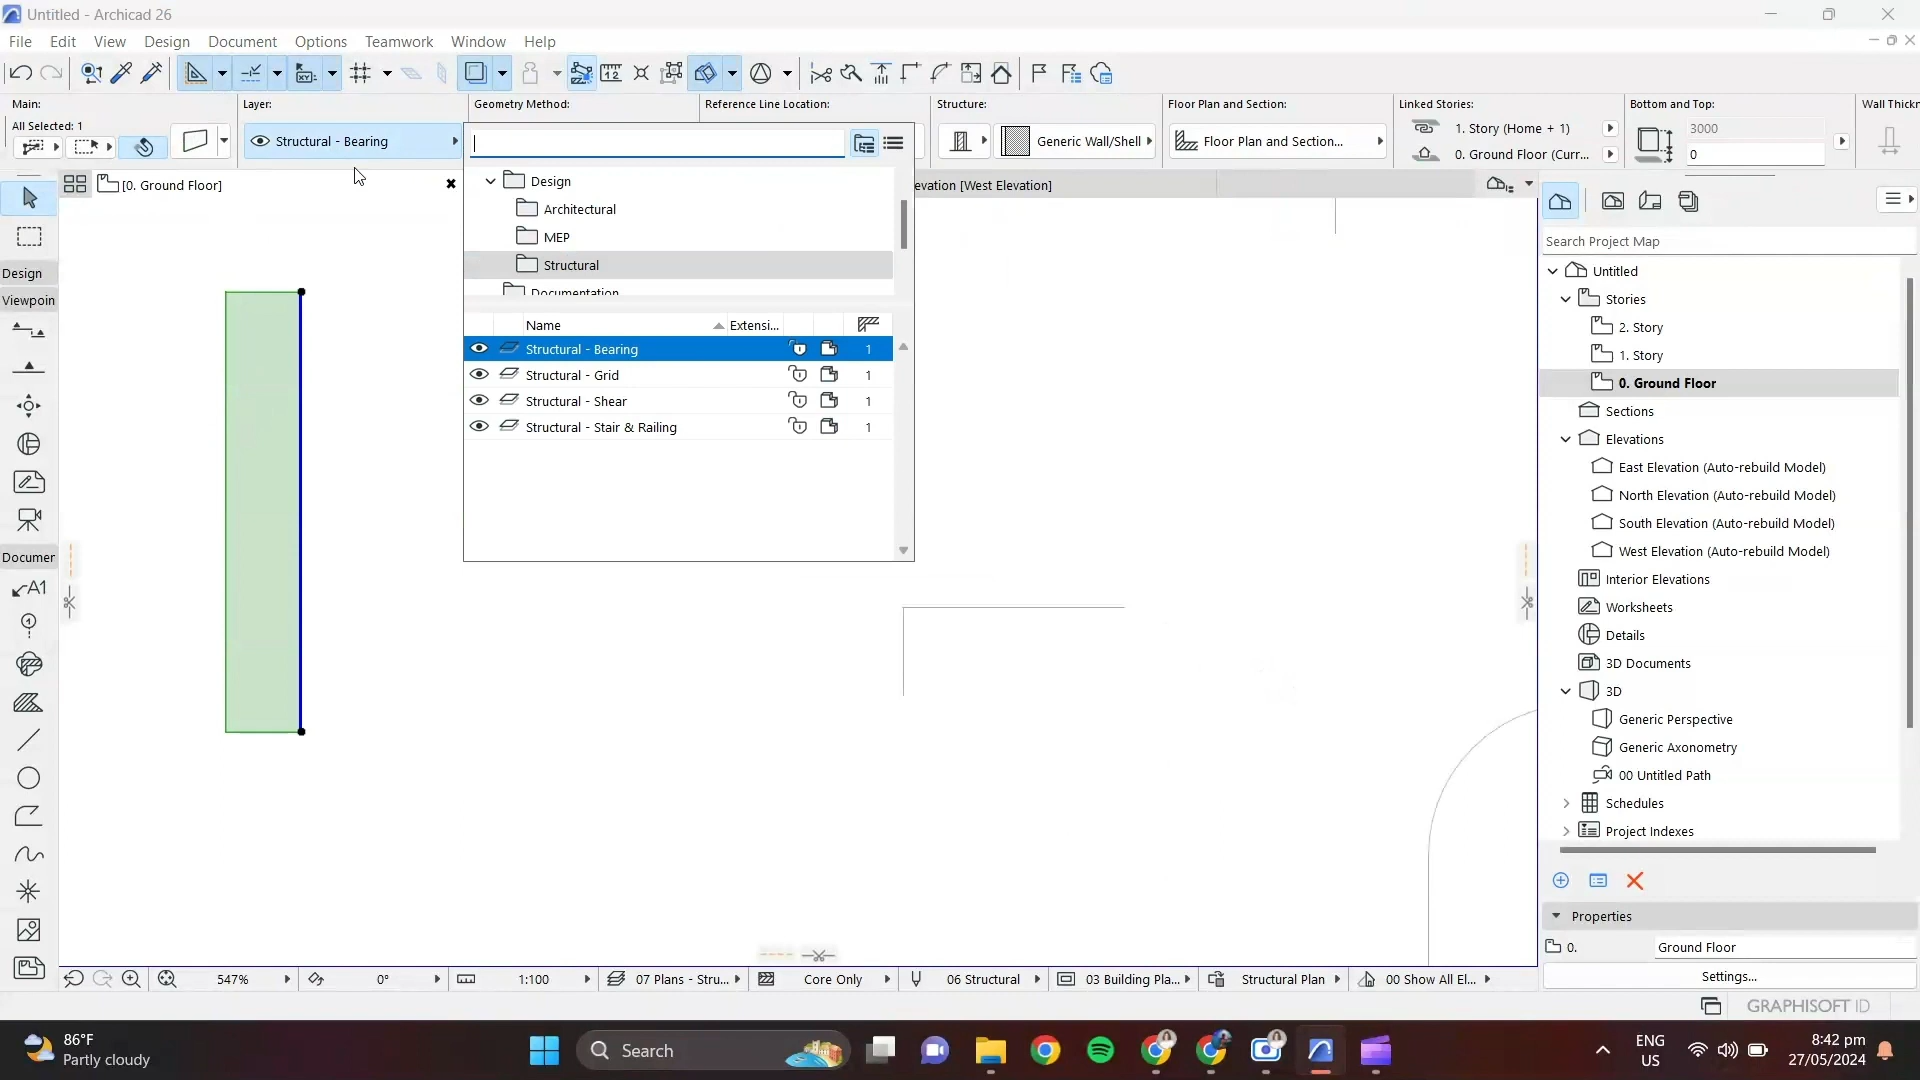 Untitled - Archicad 26
File Edit View Design Document Options Teamwork Window Help
Main: Layer: Geometry Method: Reference Line Location: Structure: Floor Plan and Section: Linked Stories: Bottom and Top: Wall Thickn
All Selected: 1
Structural - Bearing
Generic Wall/Shell
Floor Plan and Section...
1. Story (Home + 1)
0. Ground Floor (Curr...
3000
0
[0. Ground Floor]
evation [West Elevation]
Design
Viewpoin
Documen
A1
Design
Architectural
MEP
Structural
Documentation
Name Extensi...
Structural - Bearing 1
Structural - Grid 1
Structural - Shear 1
Structural - Stair & Railing 1
Search Project Map
Untitled
Stories
2. Story
1. Story
0. Ground Floor
Sections
Elevations
East Elevation (Auto-rebuild Model)
North Elevation (Auto-rebuild Model)
South Elevation (Auto-rebuild Model)
West Elevation (Auto-rebuild Model)
Interior Elevations
Worksheets
Details
3D Documents
3D
Generic Perspective
Generic Axonometry
00 Untitled Path
Schedules
Project Indexes
Properties
0. Ground Floor
Settings...
547% 0° 1:100 07 Plans - Stru... Core Only 06 Structural 03 Building Pla... Structural Plan 00 Show All El...
GRAPHISOFT ID
86°F
Partly cloudy
Search
ENG
US
8:42 pm
27/05/2024